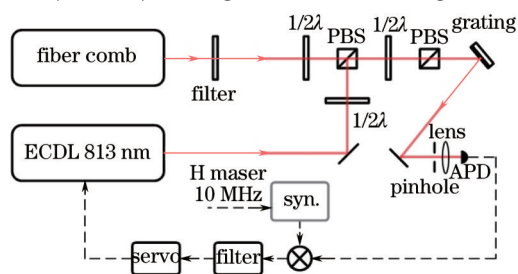 fiber comb
filter
1/2λ
PBS
1/2λ
PBS
grating
1/2λ
ECDL 813 nm
lens
pinhole
APD
H maser
10 MHz
syn.
servo
filter